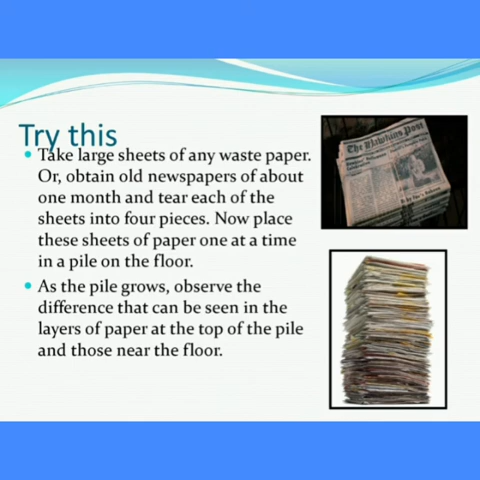 Try this
Take large sheets of any waste paper.
Or, obtain old newspapers of about
one month and tear each of the
sheets into four pieces. Now place
these sheets of paper one at a time
in a pile on the floor.
As the pile grows, observe the
difference that can be seen in the
layers of paper at the top of the pile
and those near the floor.
The Hawkins Post